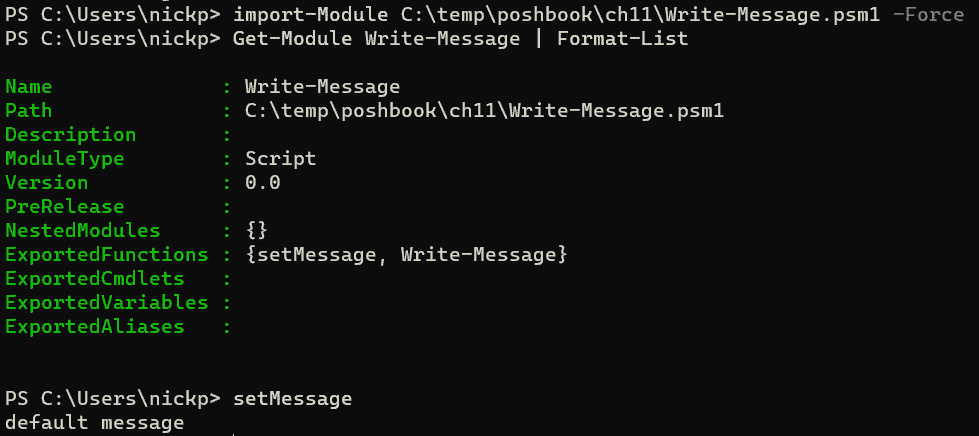 PS C:\Users\nickp> import-Module C:\temp\poshbook\ch11\Write-Message.psm1 -Force
PS C:\Users\nickp> Get-Module Write-Message | Format-List
Name : Write-Message
Path : C:\temp\poshbook\ch11\Write-Message.psm1
Description :
ModuleType : Script
Version : 0.0
PreRelease :
NestedModules : {}
ExportedFunctions : {setMessage, Write-Message}
ExportedCmdlets :
ExportedVariables :
ExportedAliases :
PS C:\Users\nickp> setMessage
default message